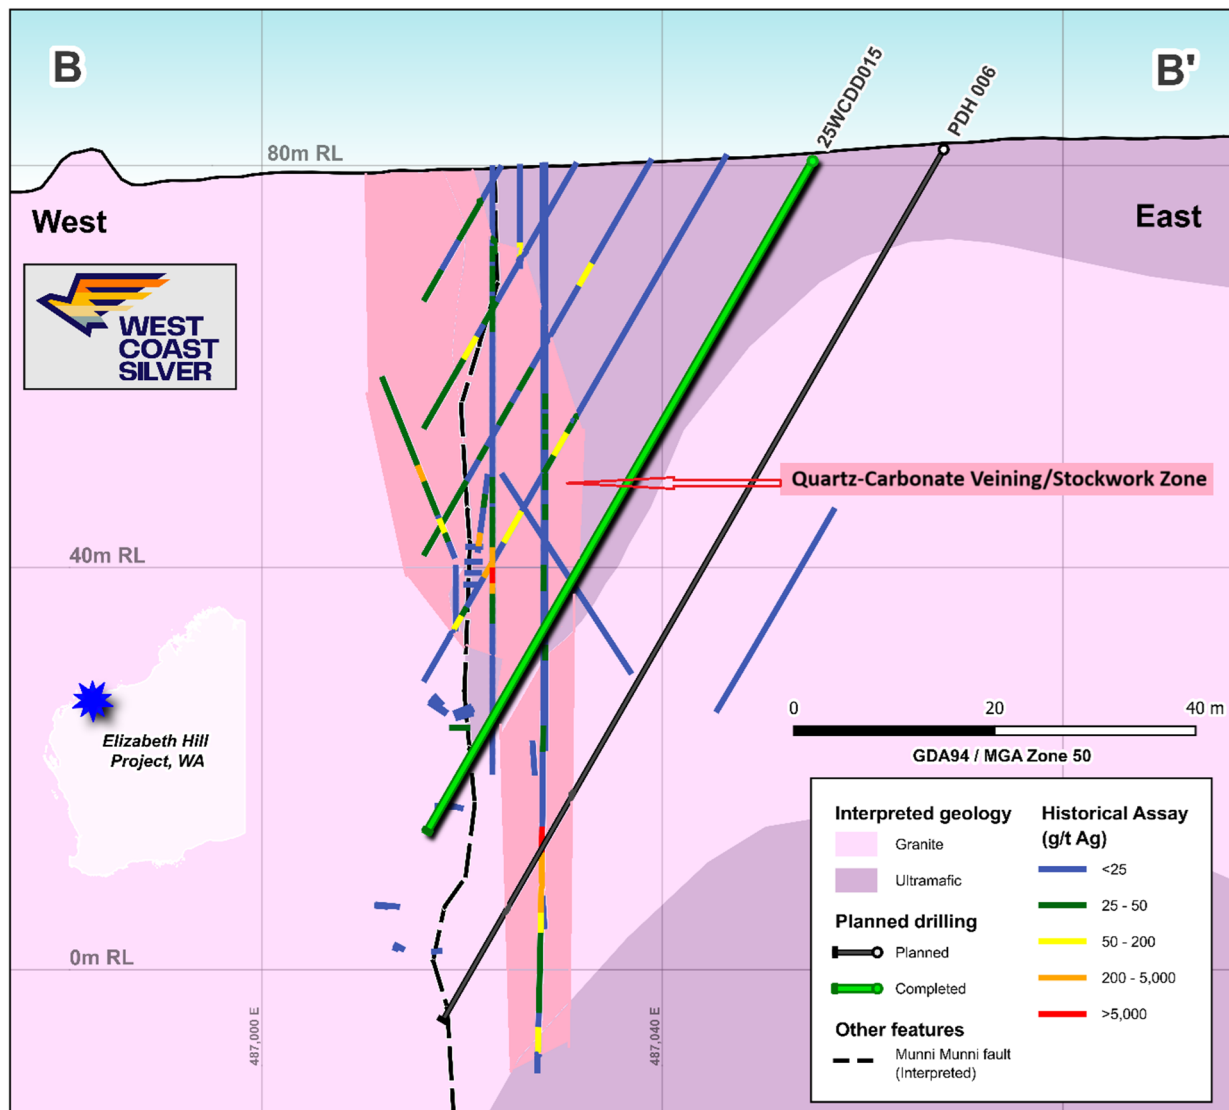 B
B'
25WCDD015
PDH 006
80m RL
West
East
WEST
COAST
SILVER
Quartz-Carbonate Veining/Stockwork Zone
40m RL
Elizabeth Hill
Project, WA
0 20 40 m
GDA94 / MGA Zone 50
Interpreted geology
Granite
Ultramafic
Planned drilling
Planned
Completed
Other features
Munni Munni fault
(Interpreted)
Historical Assay
(g/t Ag)
<25
25 - 50
50 - 200
200 - 5,000
>5,000
0m RL
487,000 E
487,040 E